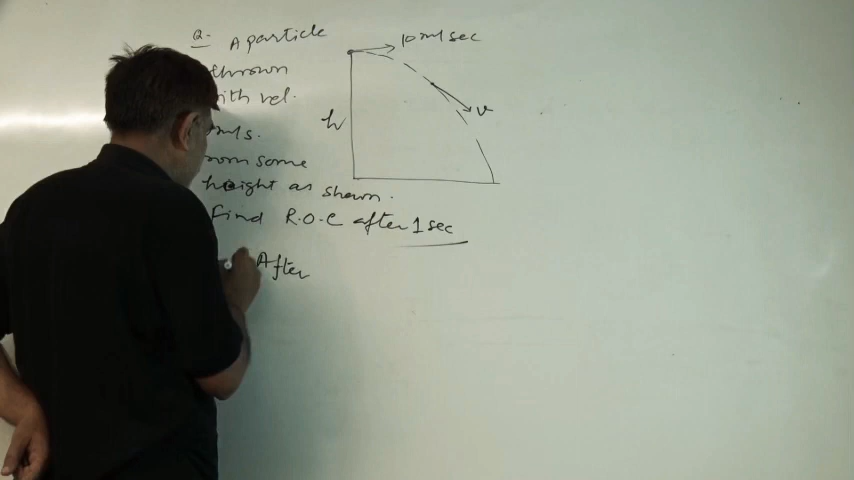 Q. A particle
thrown
with vel.
m/s.
from some
height as shown.
Find R.O.C after 1 sec
After
10 m/sec
h
v